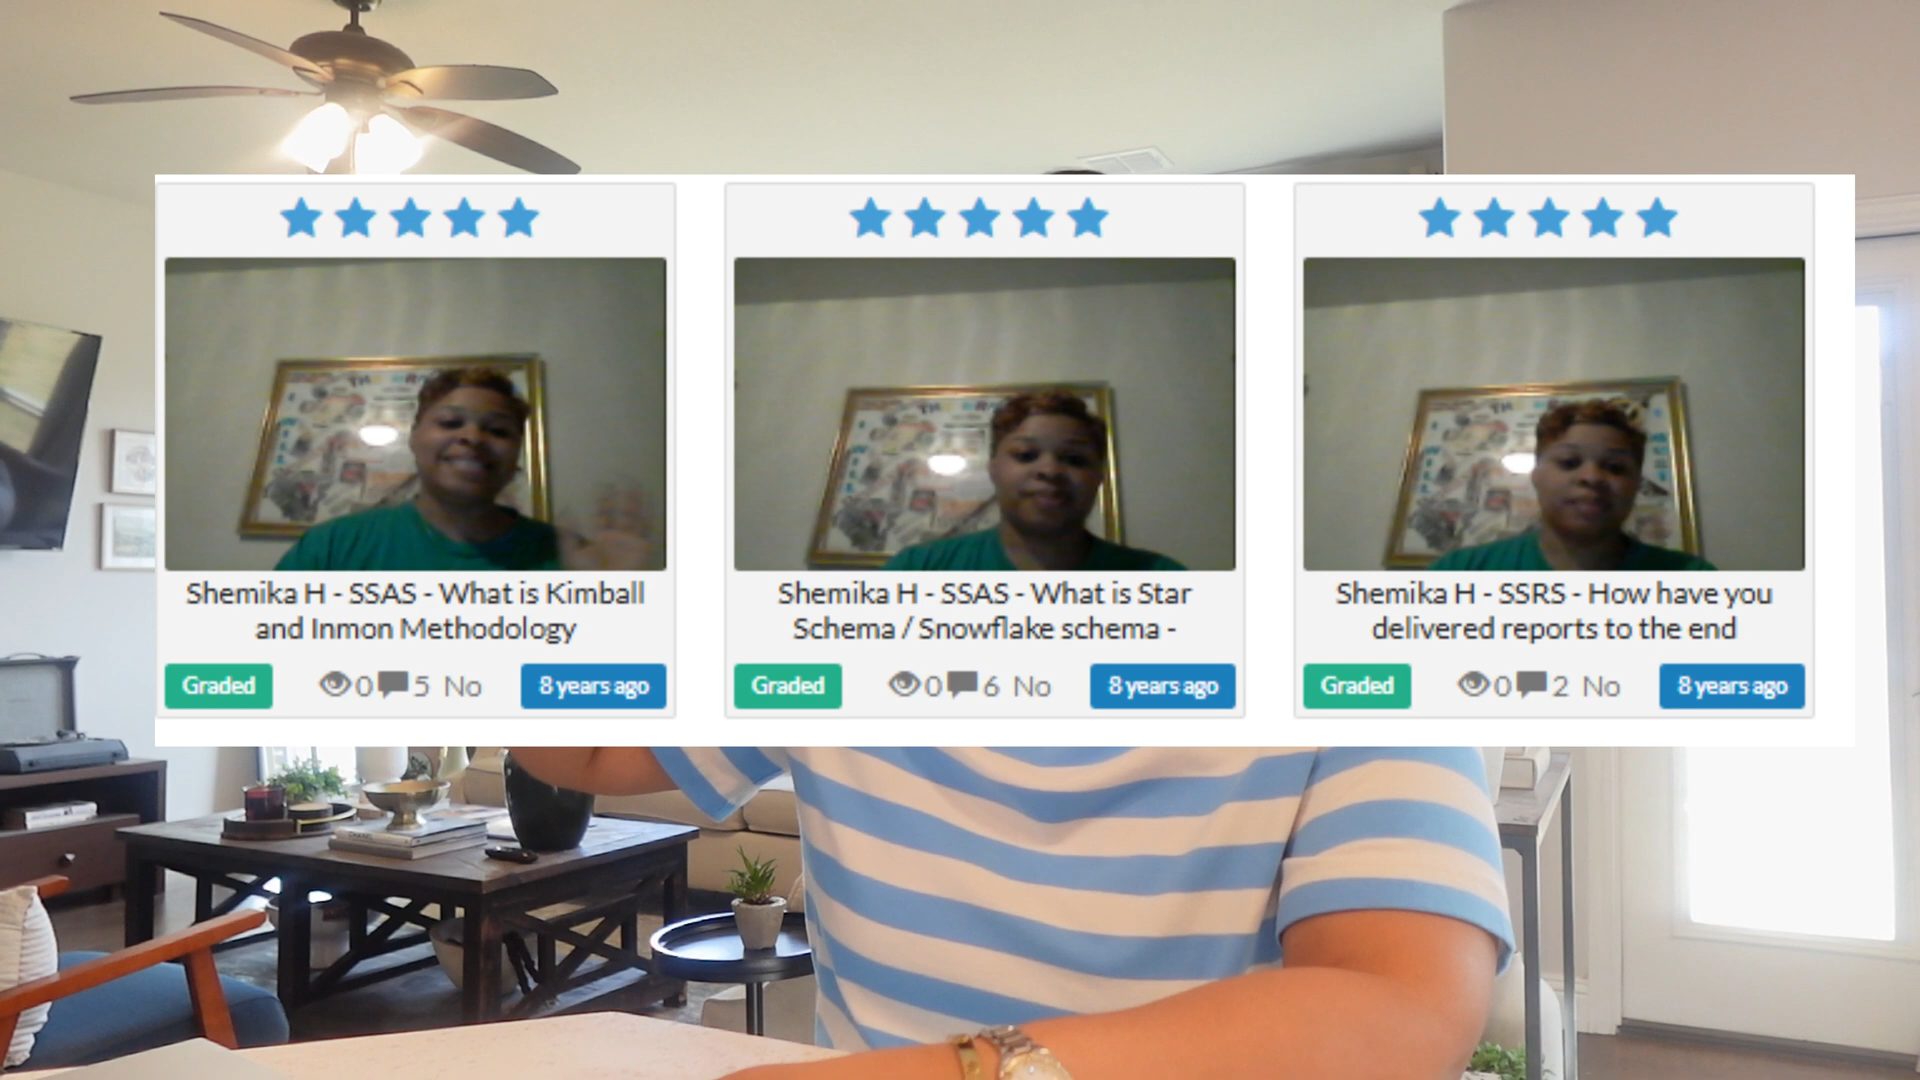 Shemika H - SSAS - What is Kimball
and Inmon Methodology
Graded
0 5 No
8 years ago
Shemika H - SSAS - What is Star
Schema / Snowflake schema -
Graded
0 6 No
8 years ago
Shemika H - SSRS - How have you
delivered reports to the end
Graded
0 2 No
8 years ago